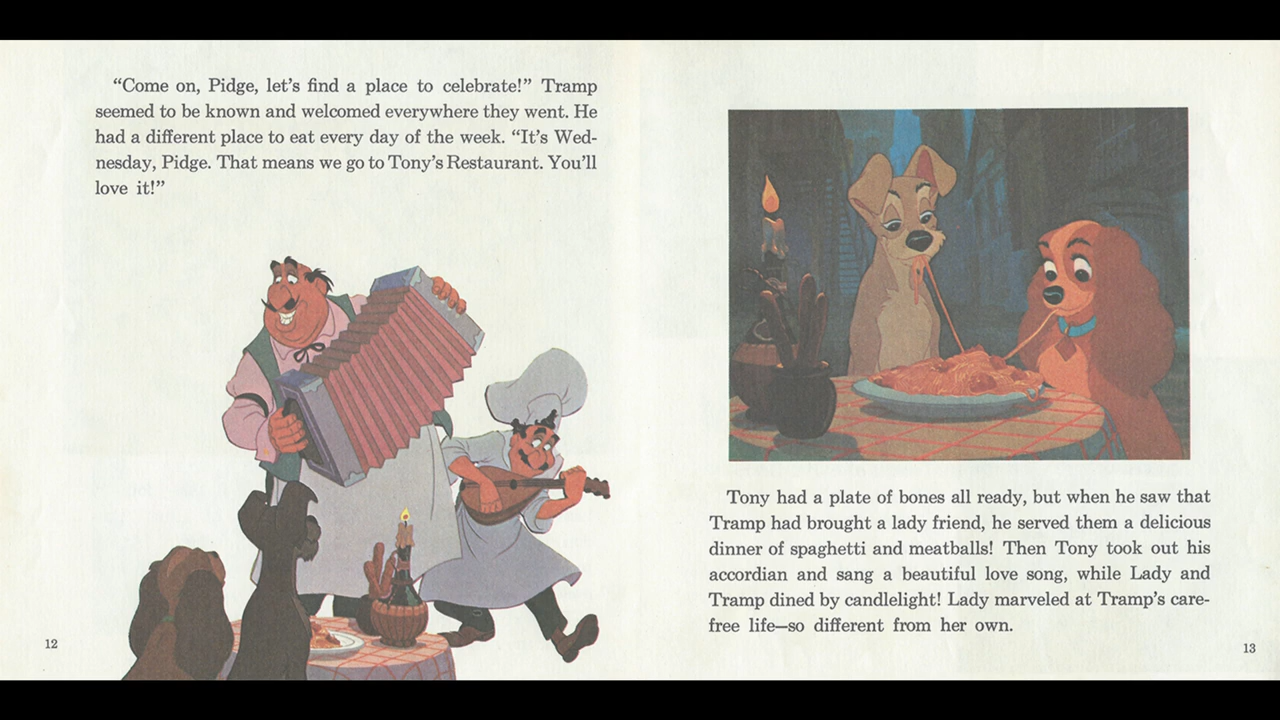 “Come on, Pidge, let’s find a place to celebrate!” Tramp
seemed to be known and welcomed everywhere they went. He
had a different place to eat every day of the week. “It’s Wed-
nesday, Pidge. That means we go to Tony’s Restaurant. You’ll
love it!”
12
Tony had a plate of bones all ready, but when he saw that
Tramp had brought a lady friend, he served them a delicious
dinner of spaghetti and meatballs! Then Tony took out his
accordian and sang a beautiful love song, while Lady and
Tramp dined by candlelight! Lady marveled at Tramp’s care-
free life—so different from her own.
13